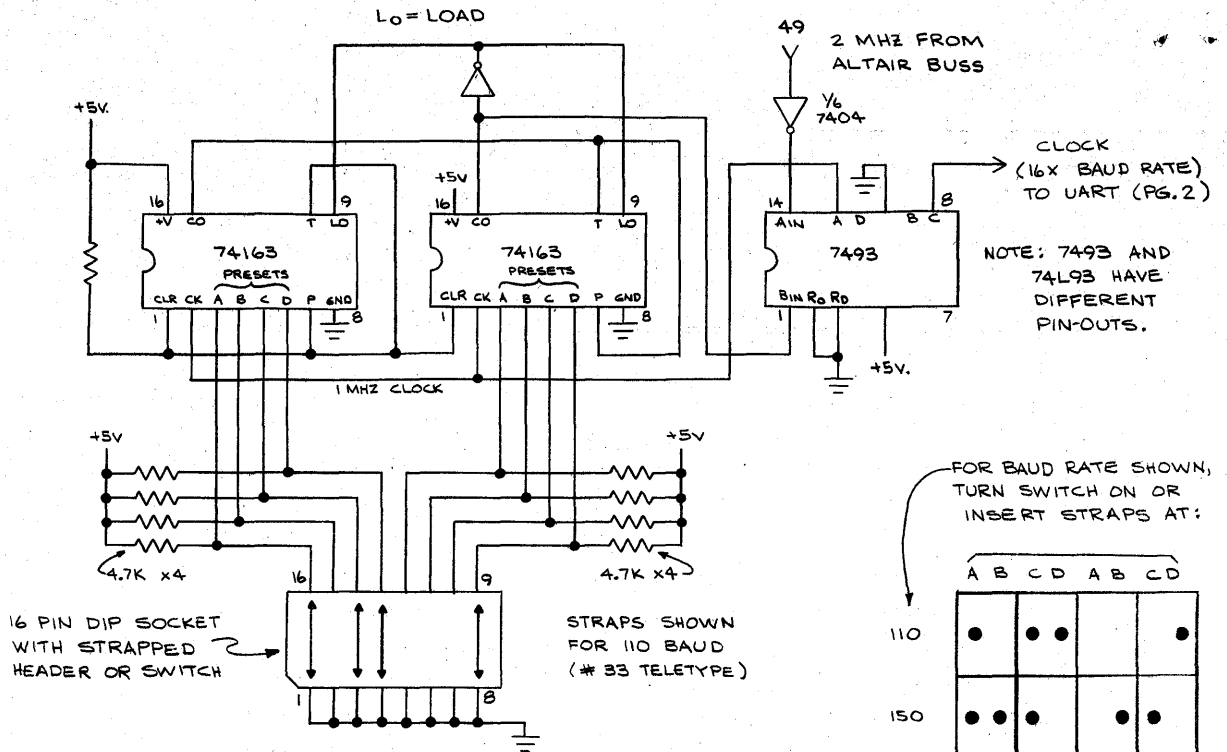 LO = LOAD
49
2 MHZ FROM
ALTAIR BUSS
1/6
7404
+5V.
CLOCK
(16X BAUD RATE)
TO UART (PG.2)
16
9
+V CO T LO
74163
PRESETS
CLR CK A B C D P GND
1
8
+5V
16
9
+V CO T LO
74163
PRESETS
CLR CK A B C D P GND
1
8
14
8
AIN A D B C
7493
BIN RO RD
1
7
+5V.
NOTE: 7493 AND
74L93 HAVE
DIFFERENT
PIN-OUTS.
1 MHZ CLOCK
+5V
+5V
4.7K X4
4.7K X4
16
9
16 PIN DIP SOCKET
WITH STRAPPED
HEADER OR SWITCH
1
8
STRAPS SHOWN
FOR 110 BAUD
(# 33 TELETYPE)
FOR BAUD RATE SHOWN,
TURN SWITCH ON OR
INSERT STRAPS AT:
A B C D A B C D
110
150